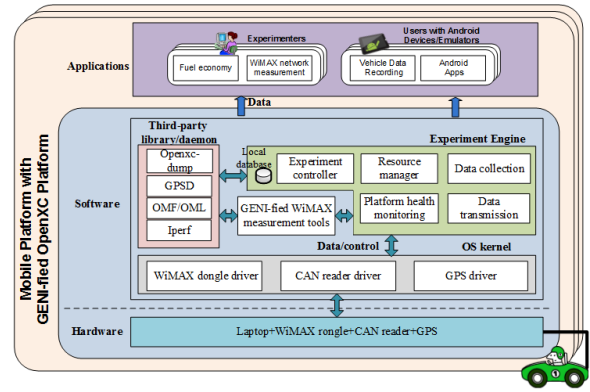 Mobile Platform with
GENI-fied OpenXC Platform
Applications
Experimenters
Fuel economy
WiMAX network
measurement
Users with Android
Devices/Emulators
Vehicle Data
Recording
Android
Apps
Data
Software
Third-party
library/daemon
Openxc-
dump
GPSD
OMF/OML
Iperf
Local
database
Experiment Engine
Experiment
controller
Resource
manager
Data collection
Platform health
monitoring
Data
transmission
GENI-fied WiMAX
measurement tools
Data/control
OS kernel
WiMAX dongle driver
CAN reader driver
GPS driver
Hardware
Laptop+WiMAX rongle+CAN reader+GPS